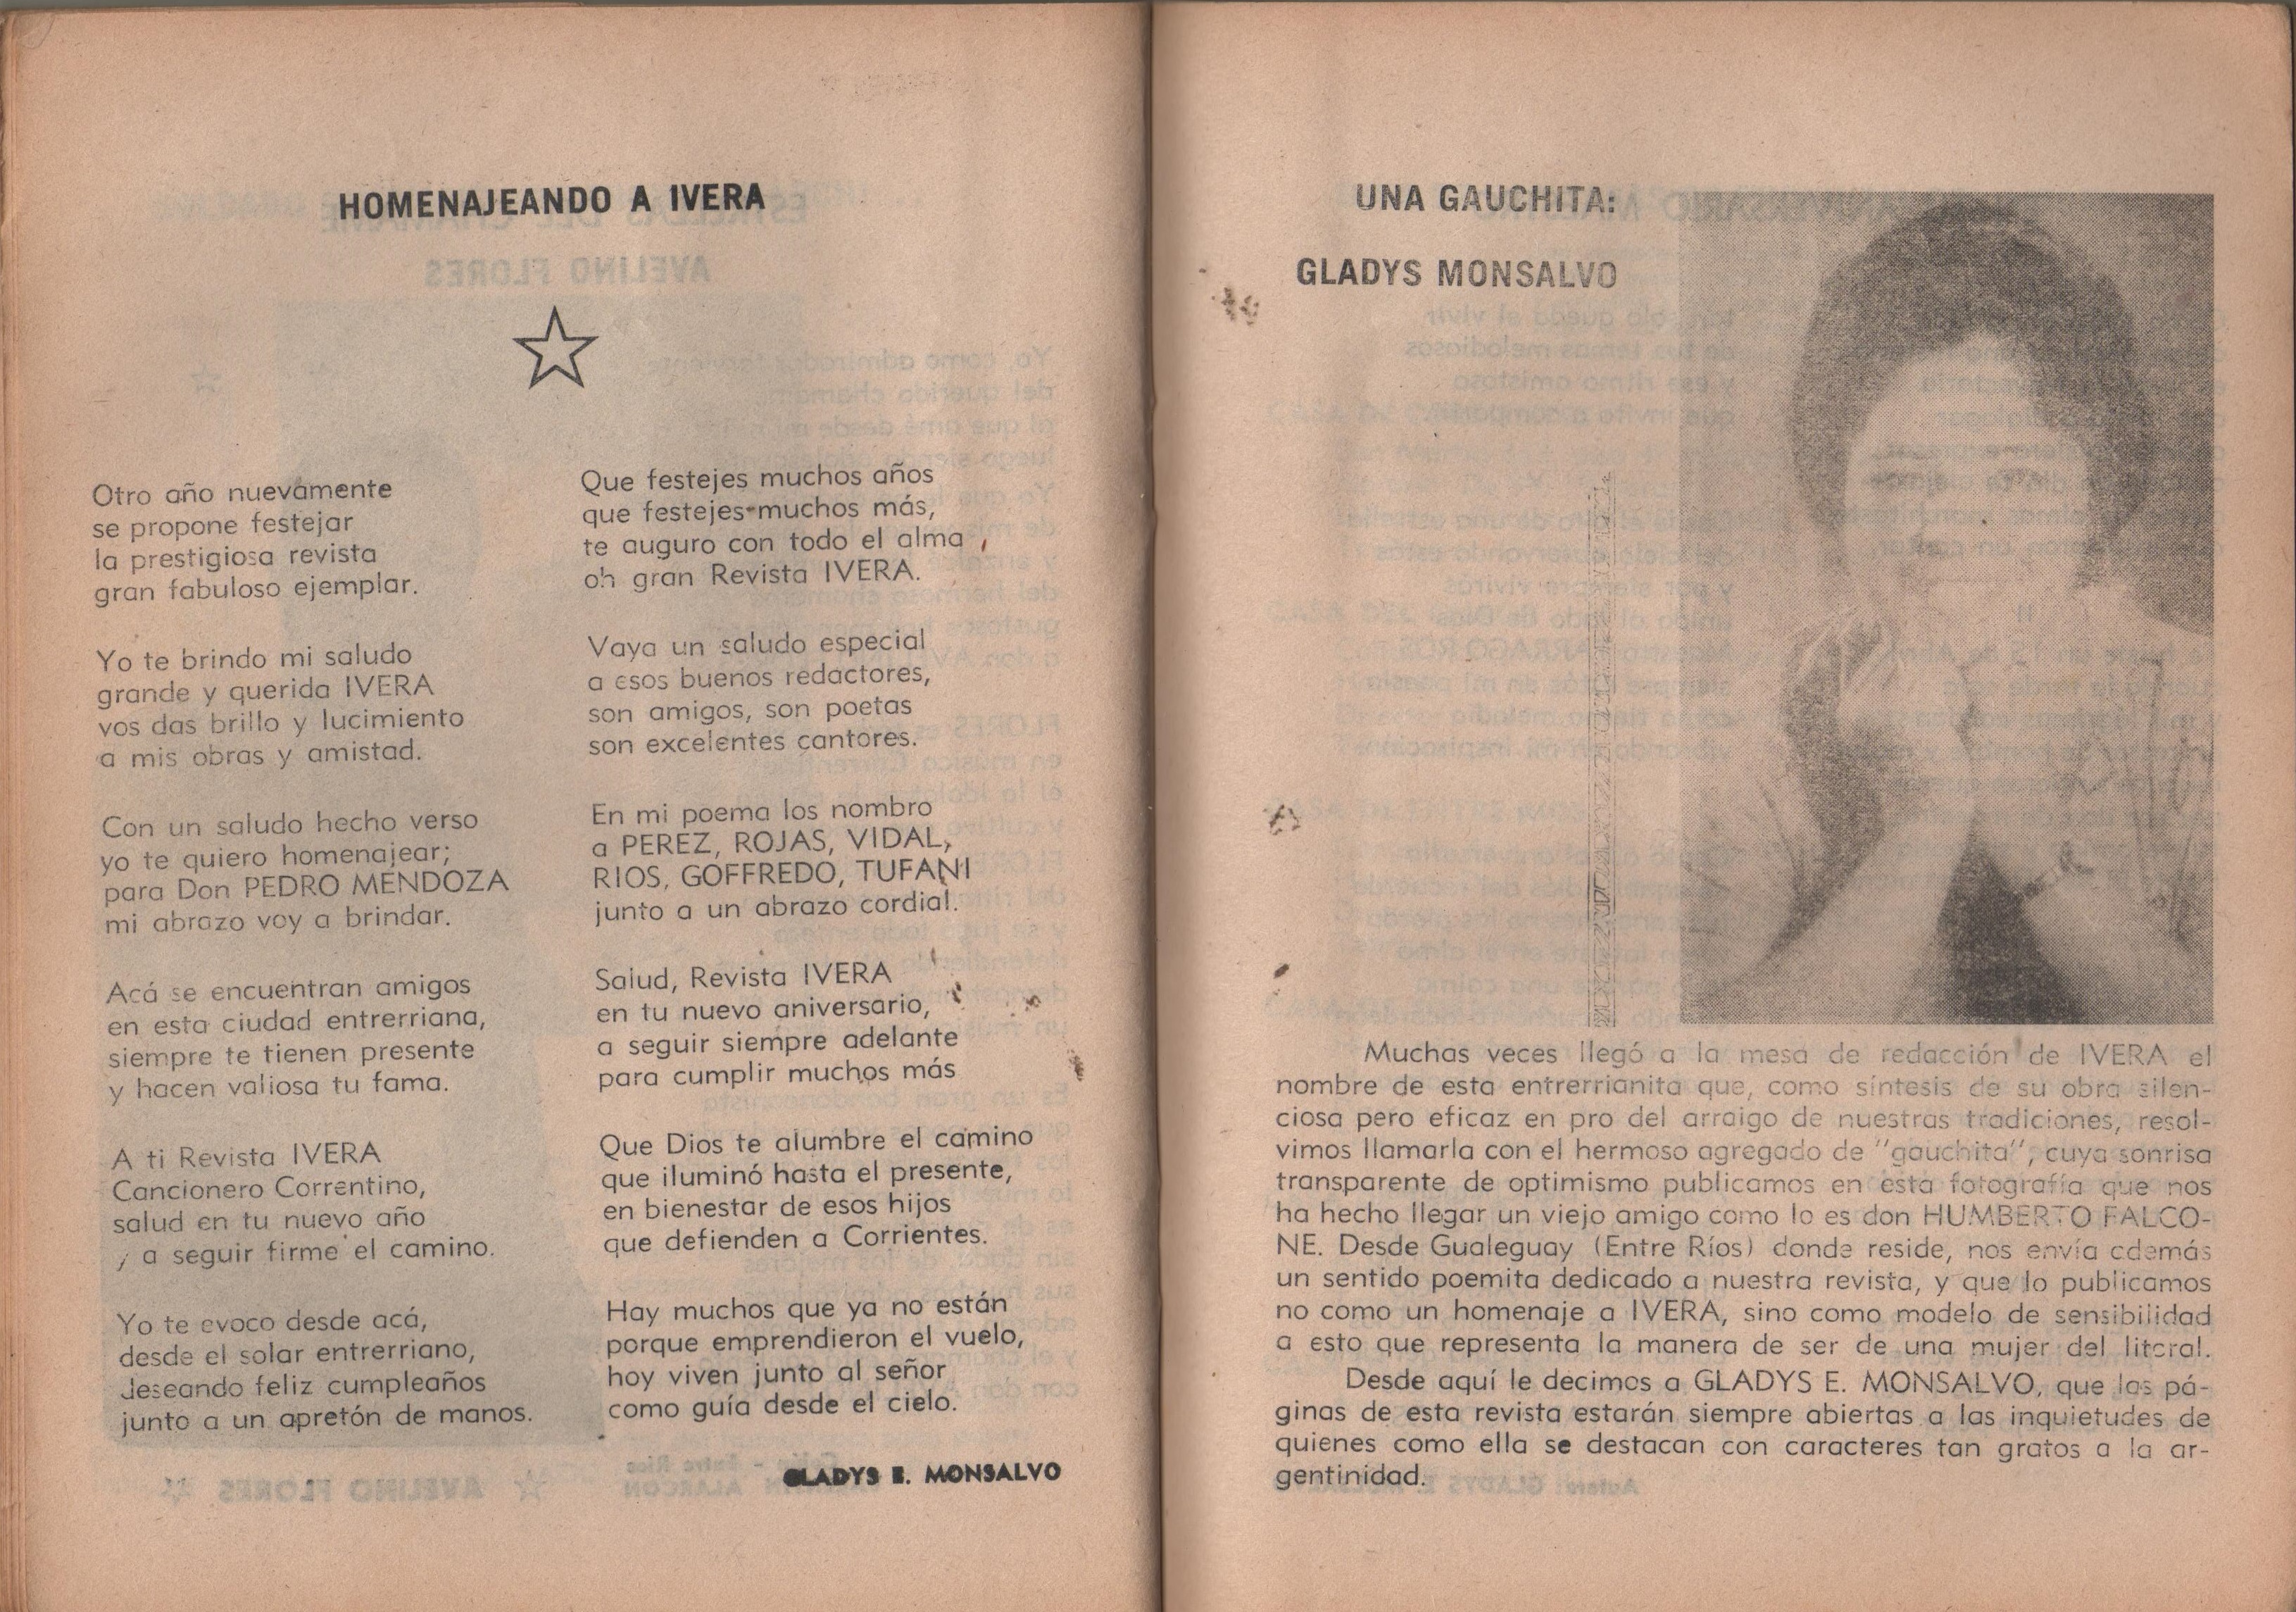 HOMENAJEANDO A IVERA
Otro año nuevamente
se propone festejar
la prestigiosa revista
gran fabuloso ejemplar.
Yo te brindo mi saludo
grande y querida IVERA
vos das brillo y lucimiento
a mis obras y amistad.
Con un saludo hecho verso
yo te quiero homenajear;
para Don PEDRO MENDOZA
mi abrazo voy a brindar.
Acá se encuentran amigos
en esta ciudad entrerriana,
siempre te tienen presente
y hacen valiosa tu fama.
A ti Revista IVERA
Cancionero Correntino,
salud en tu nuevo año
y a seguir firme el camino.
Yo te evoco desde acá,
desde el solar entrerriano,
deseando feliz cumpleaños
junto a un apretón de manos.
Que festejes muchos años
que festejes muchos más,
te auguro con todo el alma
oh gran Revista IVERA.
Vaya un saludo especial
a esos buenos redactores,
son amigos, son poetas
son excelentes cantores.
En mi poema los nombro
a PEREZ, ROJAS, VIDAL,
RIOS, GOFFREDO, TUFANI
junto a un abrazo cordial.
Salud, Revista IVERA
en tu nuevo aniversario,
a seguir siempre adelante
para cumplir muchos más
Que Dios te alumbre el camino
que iluminó hasta el presente,
en bienestar de esos hijos
que defienden a Corrientes.
Hay muchos que ya no están
porque emprendieron el vuelo,
hoy viven junto al señor
como guía desde el cielo.
GLADYS E. MONSALVO
UNA GAUCHITA:
GLADYS MONSALVO
Muchas veces llegó a la mesa de redacción de IVERA el
nombre de esta entrerrianita que, como síntesis de su obra silen-
ciosa pero eficaz en pro del arraigo de nuestras tradiciones, resol-
vimos llamarla con el hermoso agregado de "gauchita", cuya sonrisa
transparente de optimismo publicamos en esta fotografía que nos
ha hecho llegar un viejo amigo como lo es don HUMBERTO FALCO-
NE. Desde Gualeguay (Entre Ríos) donde reside, nos envía además
un sentido poemita dedicado a nuestra revista, y que lo publicamos
no como un homenaje a IVERA, sino como modelo de sensibilidad
a esto que representa la manera de ser de una mujer del litoral.
Desde aquí le decimos a GLADYS E. MONSALVO, que las pá-
ginas de esta revista estarán siempre abiertas a las inquietudes de
quienes como ella se destacan con caracteres tan gratos a la ar-
gentinidad.